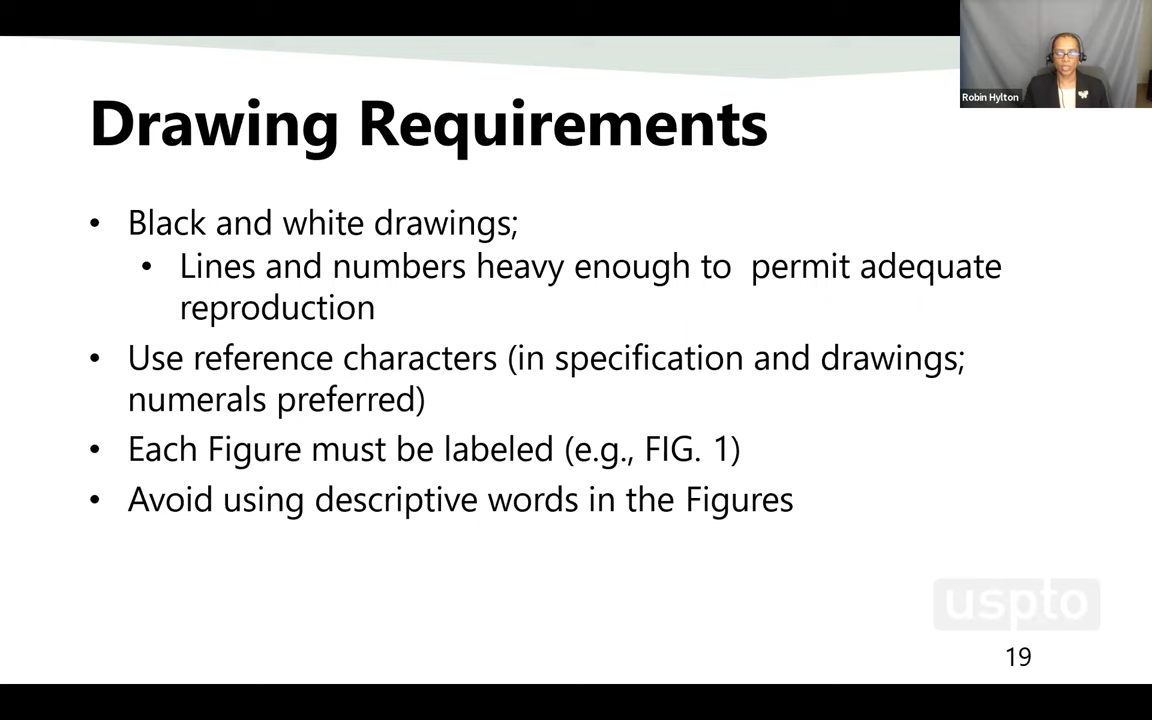 Robin Hylton
Drawing Requirements
• Black and white drawings;
• Lines and numbers heavy enough to permit adequate
reproduction
• Use reference characters (in specification and drawings;
numerals preferred)
• Each Figure must be labeled (e.g., FIG. 1)
• Avoid using descriptive words in the Figures
uspto
19